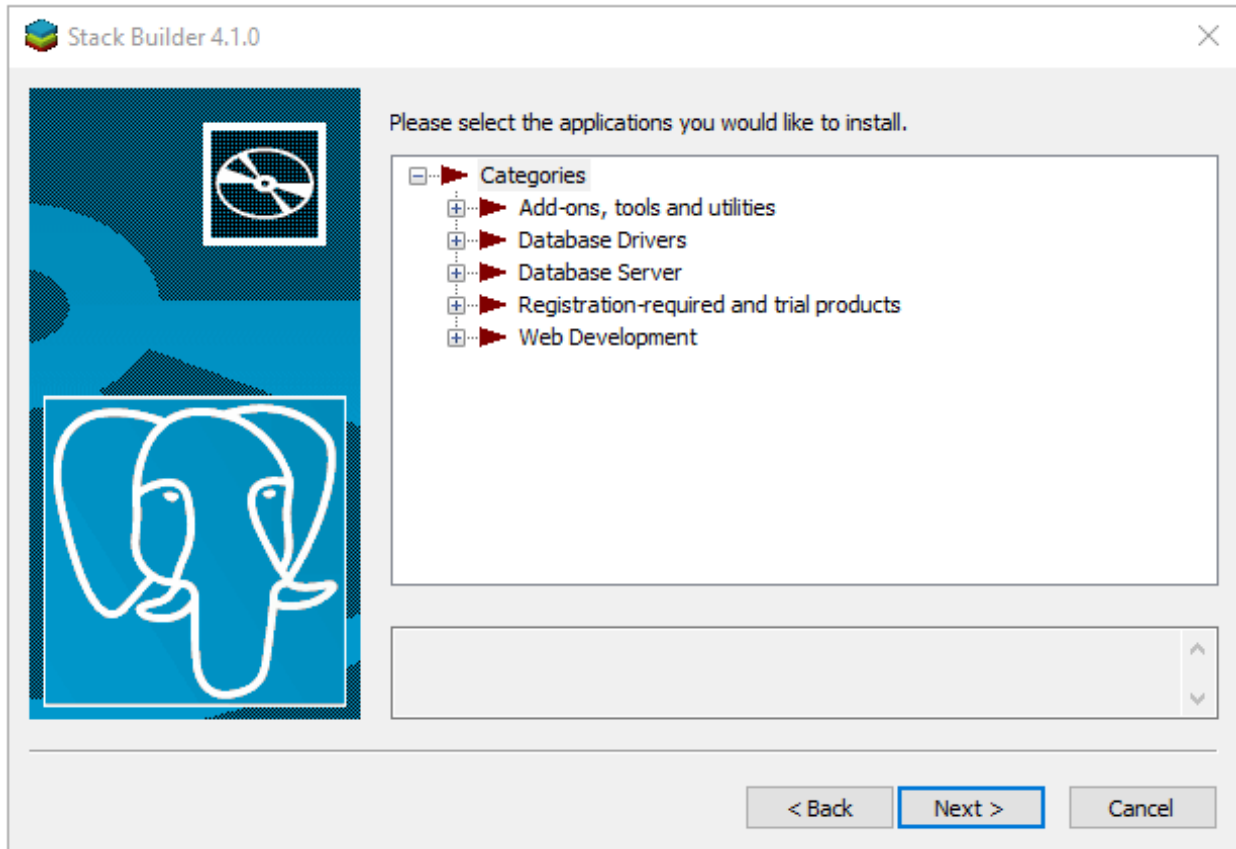 Stack Builder 4.1.0
Please select the applications you would like to install.
Categories
Add-ons, tools and utilities
Database Drivers
Database Server
Registration-required and trial products
Web Development
< Back
Next >
Cancel